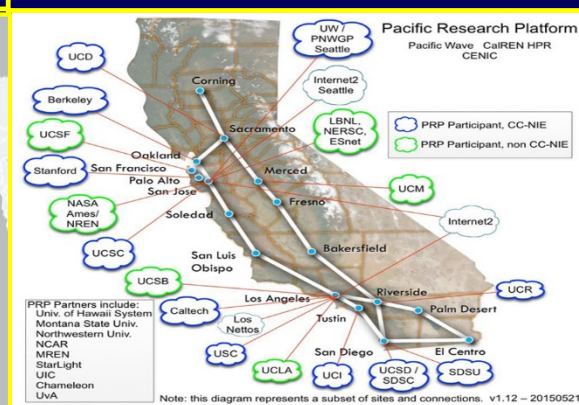 Pacific Research Platform
Pacific Wave CalREN HPR
CENIC
UW /
PNWGP
Seattle
UCD
Internet2
Seattle
Corning
Berkeley
LBNL,
NERSC,
ESnet
PRP Participant, CC-NIE
PRP Participant, non CC-NIE
Sacramento
UCSF
Oakland
San Francisco
Stanford
Palo Alto
San Jose
Merced
UCM
NASA
Ames/
NREN
Fresno
Soledad
Internet2
UCSC
San Luis
Obispo
Bakersfield
UCSB
Riverside
UCR
Los Angeles
PRP Partners include:
Univ. of Hawaii System
Montana State Univ.
Northwestern Univ.
NCAR
MREN
StarLight
UIC
Chameleon
UvA
Caltech
Los
Nettos
Tustin
Palm Desert
USC
San Diego
El Centro
UCLA
UCI
UCSD /
SDSC
SDSU
Note: this diagram represents a subset of sites and connections. v1.12 – 20150521